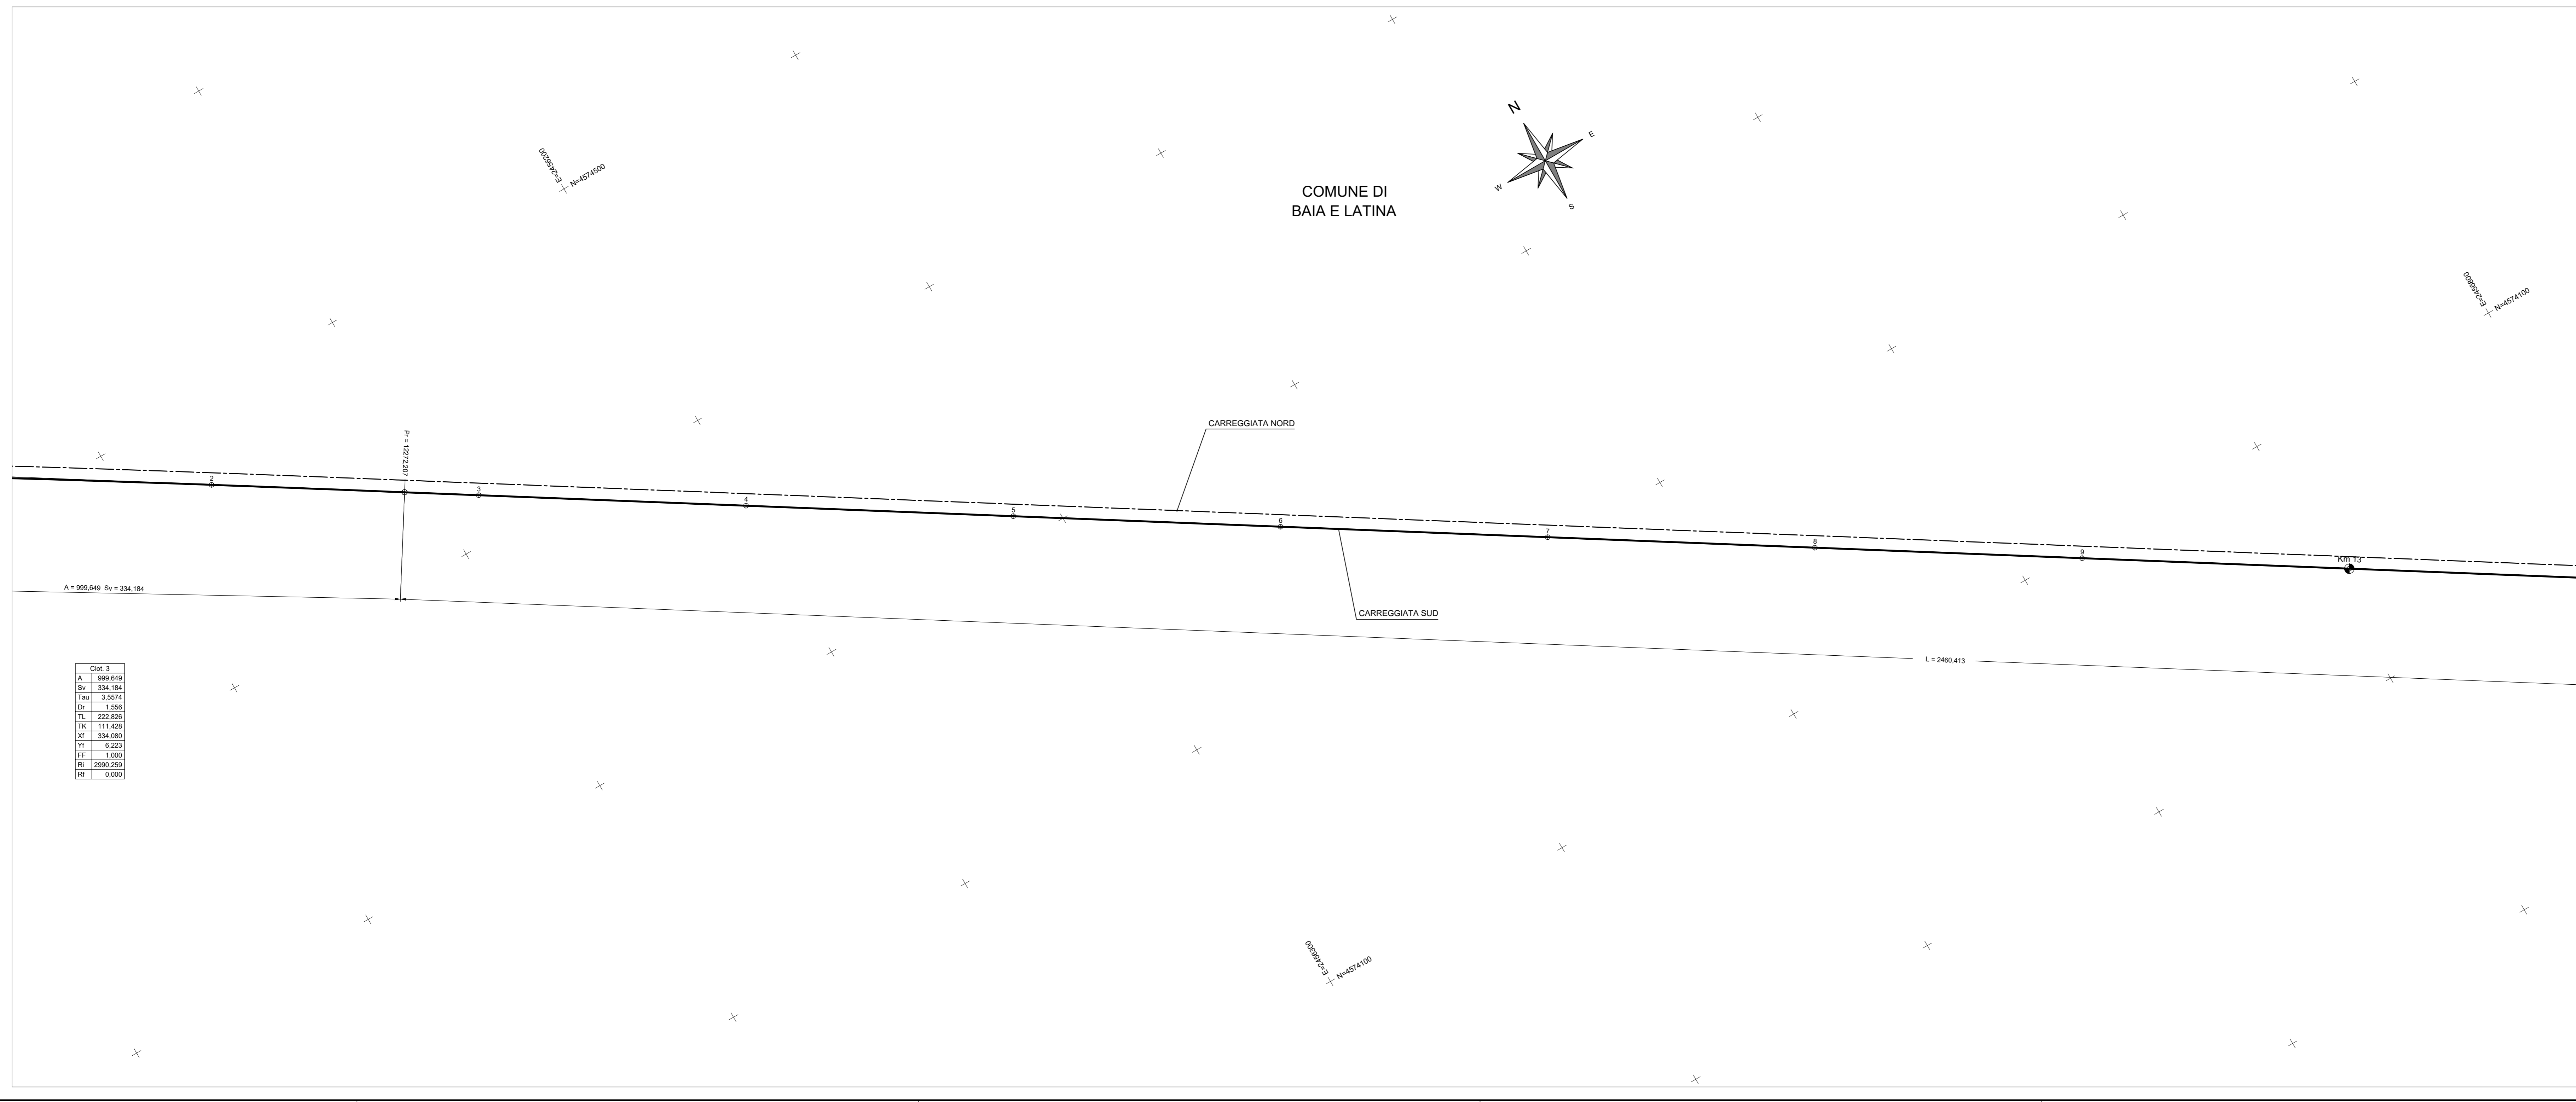 N
E
W
S
E=2456200
N=4574500
COMUNE DI
BAIA E LATINA
E=2456800
N=4574100
CARREGGIATA NORD
Pr = 12272,207
2
3
4
5
6
7
8
9
Km 13
A = 999,649 Sv = 334,184
CARREGGIATA SUD
L = 2460,413
Clot. 3
A 999,649
Sv 334,184
Tau 3,5574
Dr 1,556
TL 222,826
TK 111,428
Xf 334,080
Yf 6,223
FF 1,000
Ri 2990,259
Rf 0,000
E=2456300
N=4574100